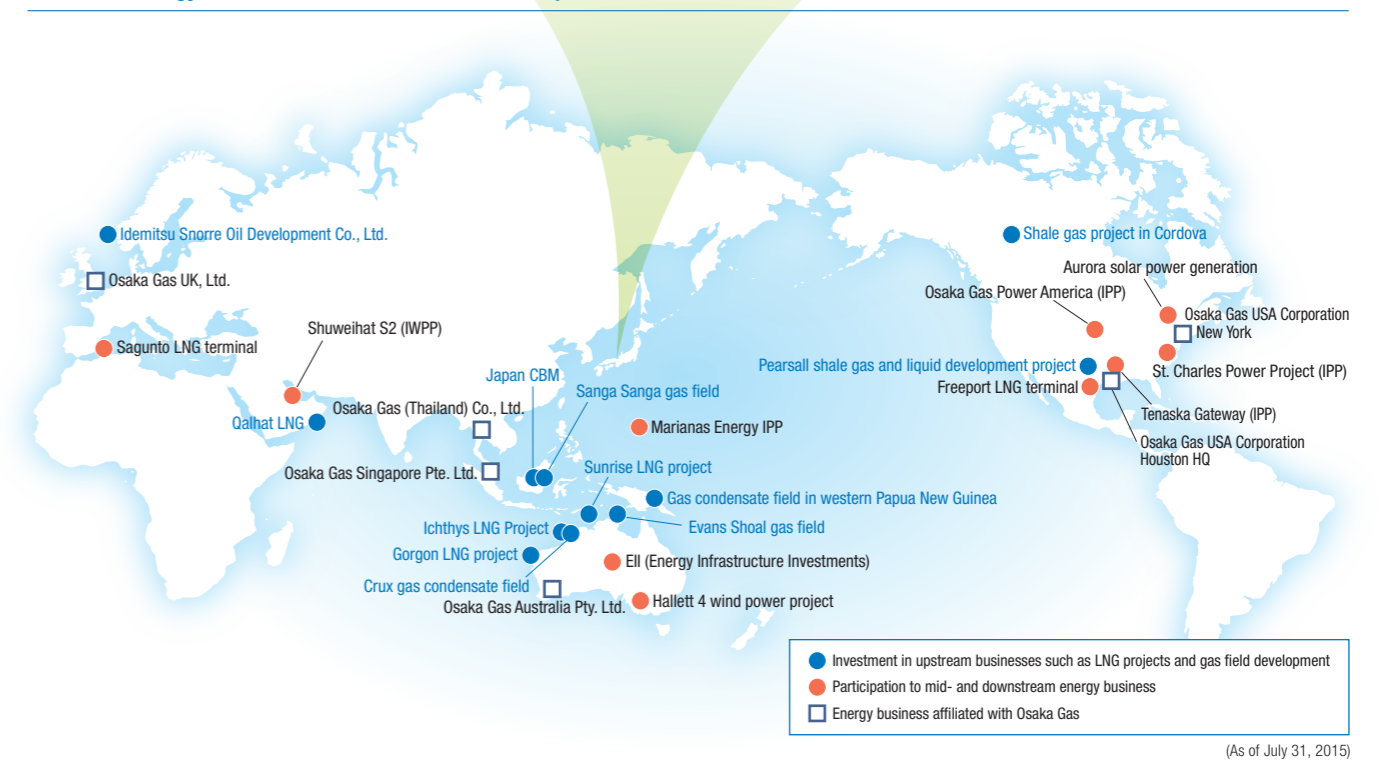 Idemitsu Snorre Oil Development Co., Ltd.
Osaka Gas UK, Ltd.
Sagunto LNG terminal
Shuweihat S2 (IWPP)
Qalhat LNG
Osaka Gas (Thailand) Co., Ltd.
Osaka Gas Singapore Pte. Ltd.
Japan CBM
Sanga Sanga gas field
Marianas Energy IPP
Sunrise LNG project
Gas condensate field in western Papua New Guinea
Evans Shoal gas field
Ichthys LNG Project
Gorgon LNG project
Crux gas condensate field
EII (Energy Infrastructure Investments)
Osaka Gas Australia Pty. Ltd.
Hallett 4 wind power project
Shale gas project in Cordova
Aurora solar power generation
Osaka Gas Power America (IPP)
Osaka Gas USA Corporation
New York
Pearsall shale gas and liquid development project
St. Charles Power Project (IPP)
Freeport LNG terminal
Tenaska Gateway (IPP)
Osaka Gas USA Corporation
Houston HQ
Investment in upstream businesses such as LNG projects and gas field development
Participation to mid- and downstream energy business
Energy business affiliated with Osaka Gas
(As of July 31, 2015)